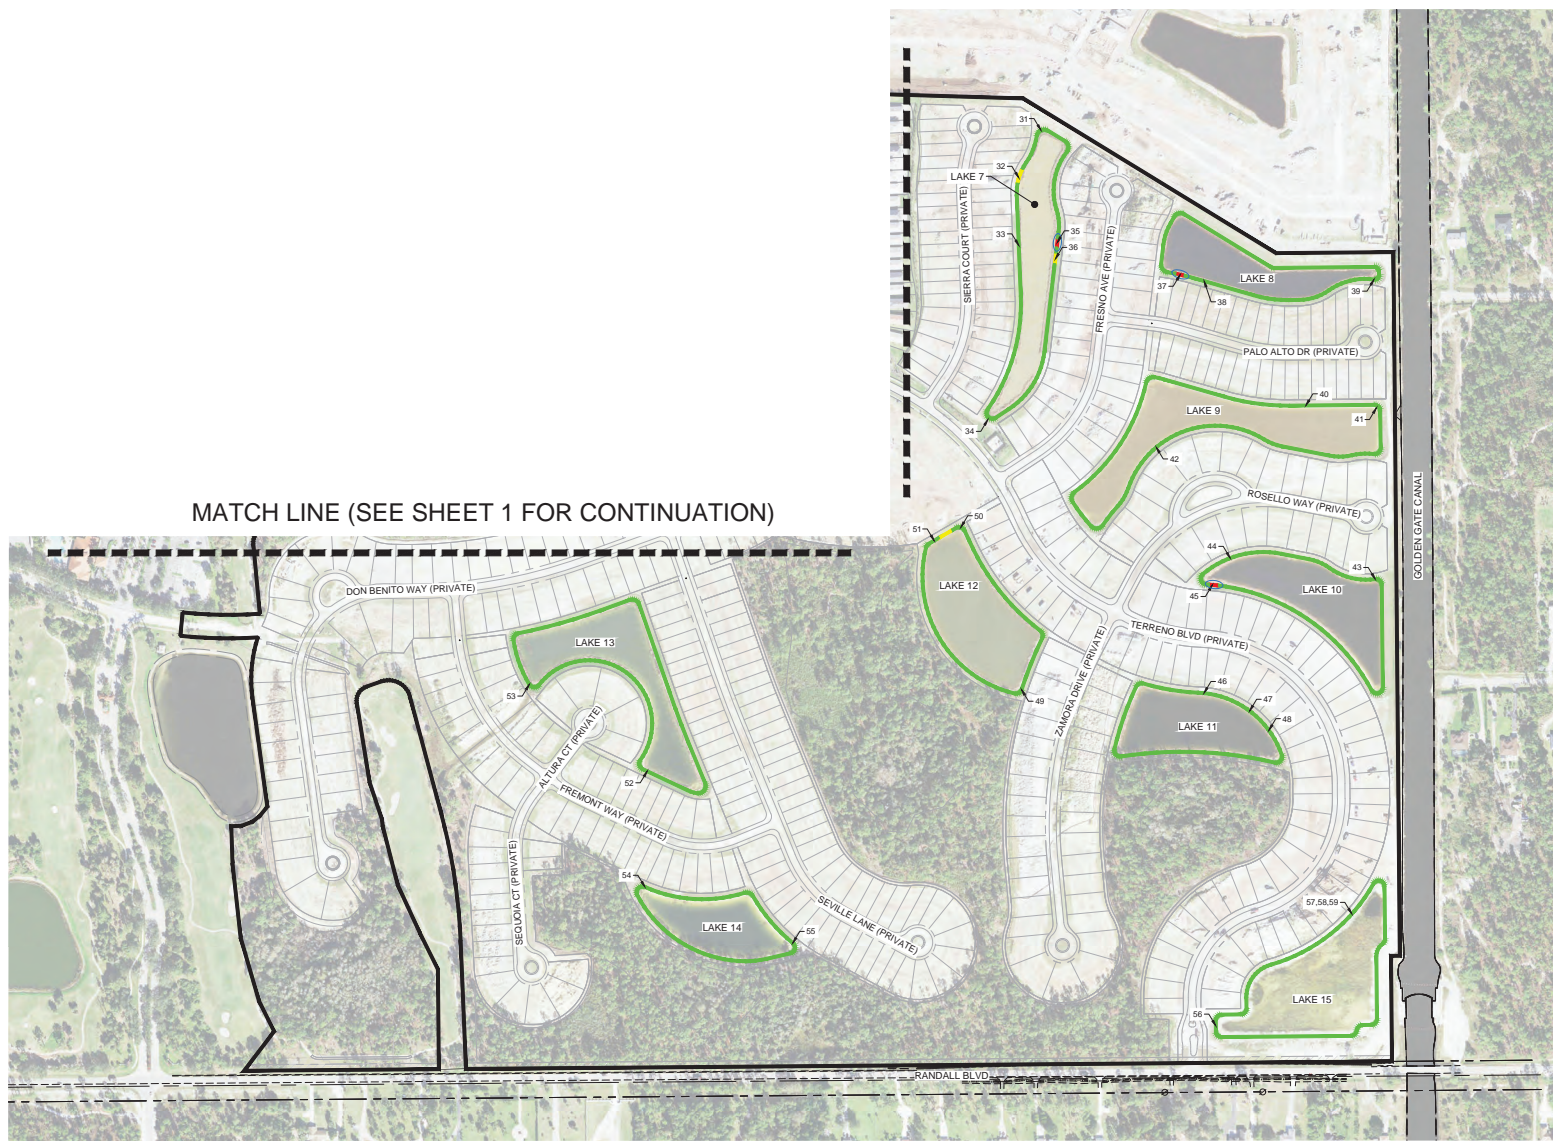 31
32
LAKE 7
33
35
36
SIERRA COURT (PRIVATE)
FRESNO AVE (PRIVATE)
34
LAKE 8
37
38
39
PALO ALTO DR (PRIVATE)
40
LAKE 9
41
42
ROSELLO WAY (PRIVATE)
GOLDEN GATE CANAL
MATCH LINE (SEE SHEET 1 FOR CONTINUATION)
51
50
44
43
LAKE 12
LAKE 10
45
DON BENITO WAY (PRIVATE)
TERRENO BLVD (PRIVATE)
LAKE 13
ZAMORA DRIVE (PRIVATE)
53
49
46
47
48
LAKE 11
ALTURA CT (PRIVATE)
52
FREMONT WAY (PRIVATE)
SEQUOIA CT (PRIVATE)
54
LAKE 14
55
SEVILLE LANE (PRIVATE)
57,58,59
LAKE 15
56
RANDALL BLVD